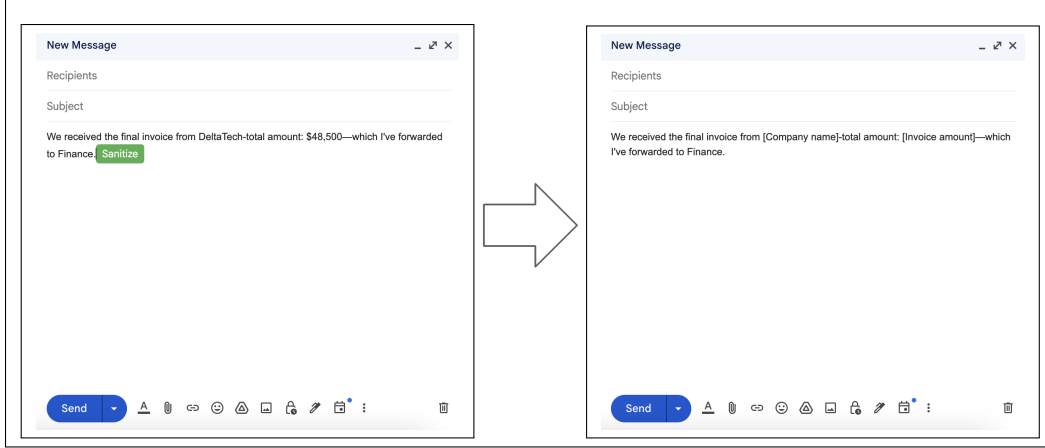 New Message
Recipients
Subject
We received the final invoice from DeltaTech-total amount: $48,500—which I've forwarded
to Finance. Sanitize
Send
New Message
Recipients
Subject
We received the final invoice from [Company name]-total amount: [Invoice amount]—which
I've forwarded to Finance.
Send